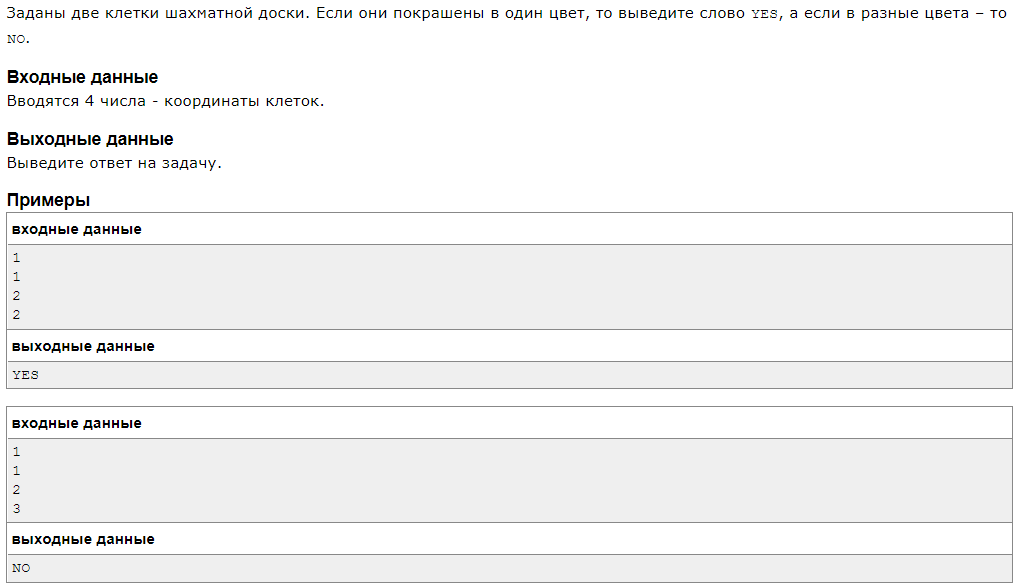 Заданы две клетки шахматной доски. Если они покрашены в один цвет, то выведите слово YES, а если в разные цвета – то
NO.
Входные данные
Вводятся 4 числа - координаты клеток.
Выходные данные
Выведите ответ на задачу.
Примеры
входные данные
1
1
2
2
выходные данные
YES
входные данные
1
1
2
3
выходные данные
NO